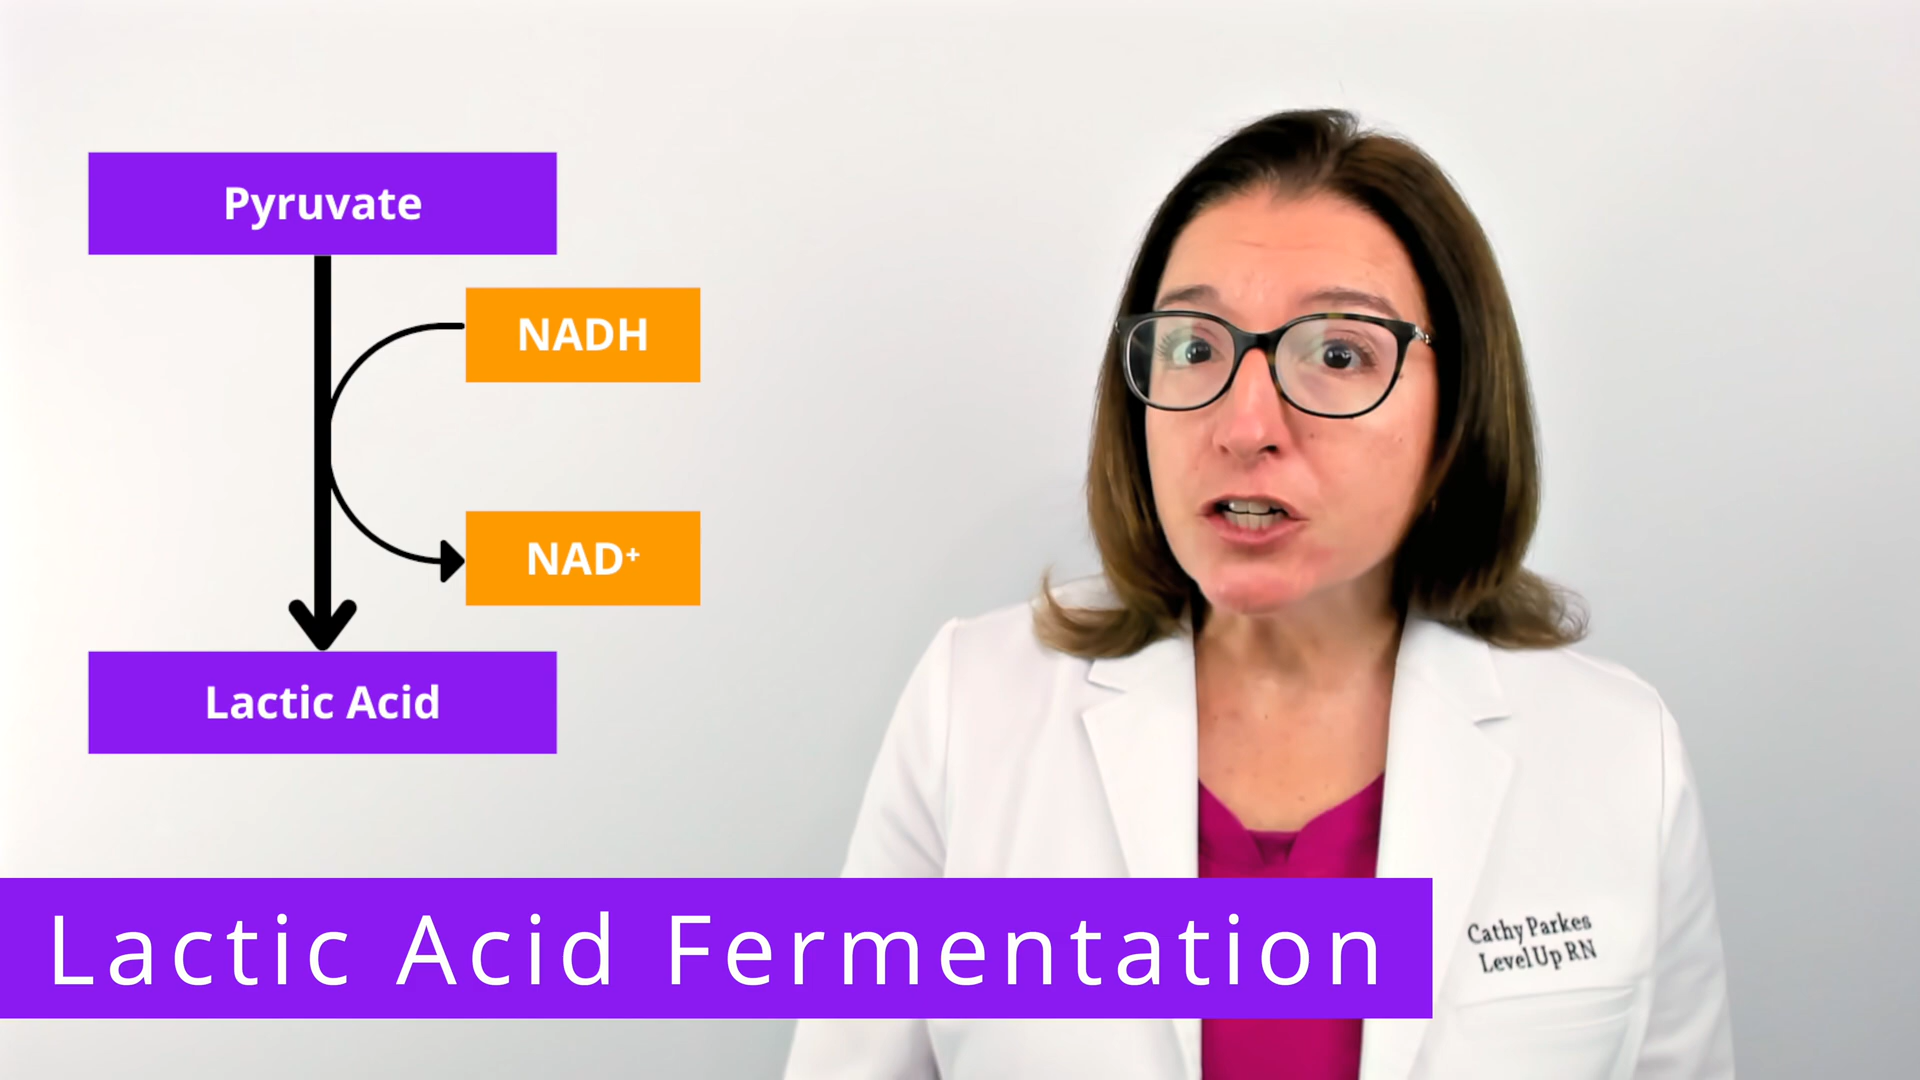 Pyruvate
NADH
NAD⁺
Lactic Acid
Lactic Acid Fermentation
Cathy Parkes
Level Up RN